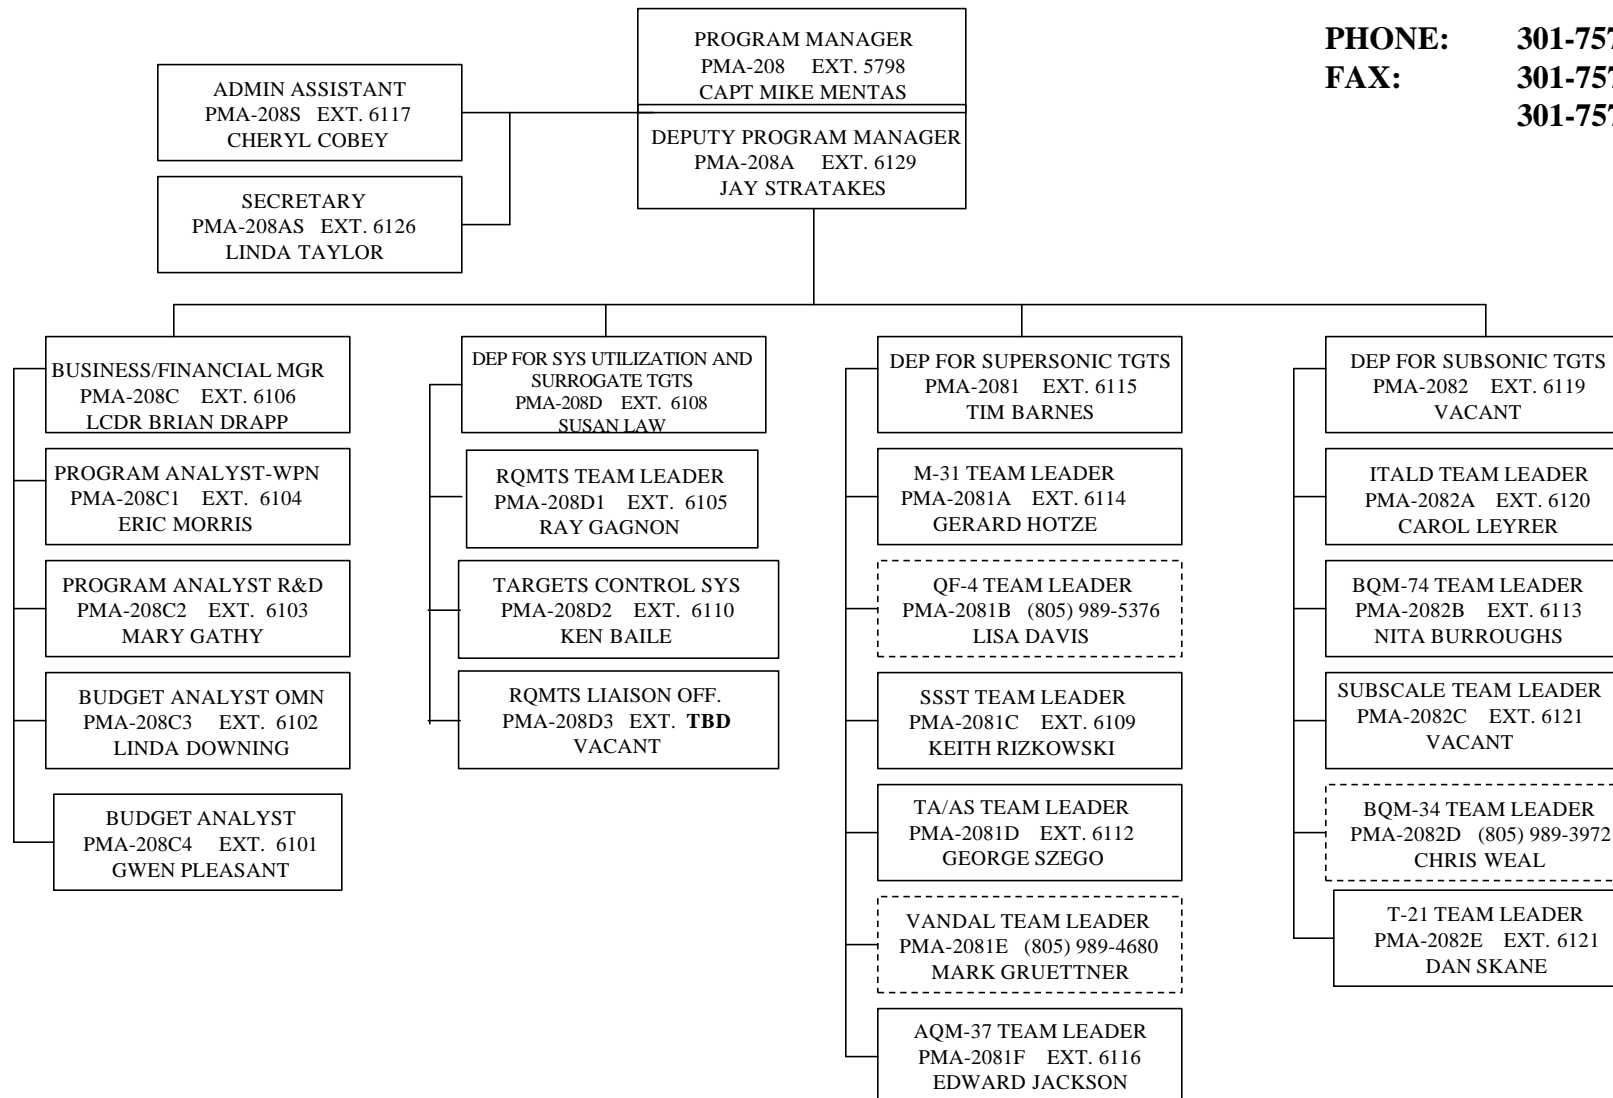 PROGRAM MANAGER
PMA-208 EXT. 5798
CAPT MIKE MENTAS
DEPUTY PROGRAM MANAGER
PMA-208A EXT. 6129
JAY STRATAKES
PHONE: 301-757
FAX: 301-757
301-757
ADMIN ASSISTANT
PMA-208S EXT. 6117
CHERYL COBEY
SECRETARY
PMA-208AS EXT. 6126
LINDA TAYLOR
BUSINESS/FINANCIAL MGR
PMA-208C EXT. 6106
LCDR BRIAN DRAPP
PROGRAM ANALYST-WPN
PMA-208C1 EXT. 6104
ERIC MORRIS
PROGRAM ANALYST R&D
PMA-208C2 EXT. 6103
MARY GATHY
BUDGET ANALYST OMN
PMA-208C3 EXT. 6102
LINDA DOWNING
BUDGET ANALYST
PMA-208C4 EXT. 6101
GWEN PLEASANT
DEP FOR SYS UTILIZATION AND
SURROGATE TGTS
PMA-208D EXT. 6108
SUSAN LAW
RQMTS TEAM LEADER
PMA-208D1 EXT. 6105
RAY GAGNON
TARGETS CONTROL SYS
PMA-208D2 EXT. 6110
KEN BAILE
RQMTS LIAISON OFF.
PMA-208D3 EXT. TBD
VACANT
DEP FOR SUPERSONIC TGTS
PMA-2081 EXT. 6115
TIM BARNES
M-31 TEAM LEADER
PMA-2081A EXT. 6114
GERARD HOTZE
QF-4 TEAM LEADER
PMA-2081B (805) 989-5376
LISA DAVIS
SSST TEAM LEADER
PMA-2081C EXT. 6109
KEITH RIZKOWSKI
TA/AS TEAM LEADER
PMA-2081D EXT. 6112
GEORGE SZEGO
VANDAL TEAM LEADER
PMA-2081E (805) 989-4680
MARK GRUETTNER
AQM-37 TEAM LEADER
PMA-2081F EXT. 6116
EDWARD JACKSON
DEP FOR SUBSONIC TGTS
PMA-2082 EXT. 6119
VACANT
ITALD TEAM LEADER
PMA-2082A EXT. 6120
CAROL LEYRER
BQM-74 TEAM LEADER
PMA-2082B EXT. 6113
NITA BURROUGHS
SUBSCALE TEAM LEADER
PMA-2082C EXT. 6121
VACANT
BQM-34 TEAM LEADER
PMA-2082D (805) 989-3972
CHRIS WEAL
T-21 TEAM LEADER
PMA-2082E EXT. 6121
DAN SKANE